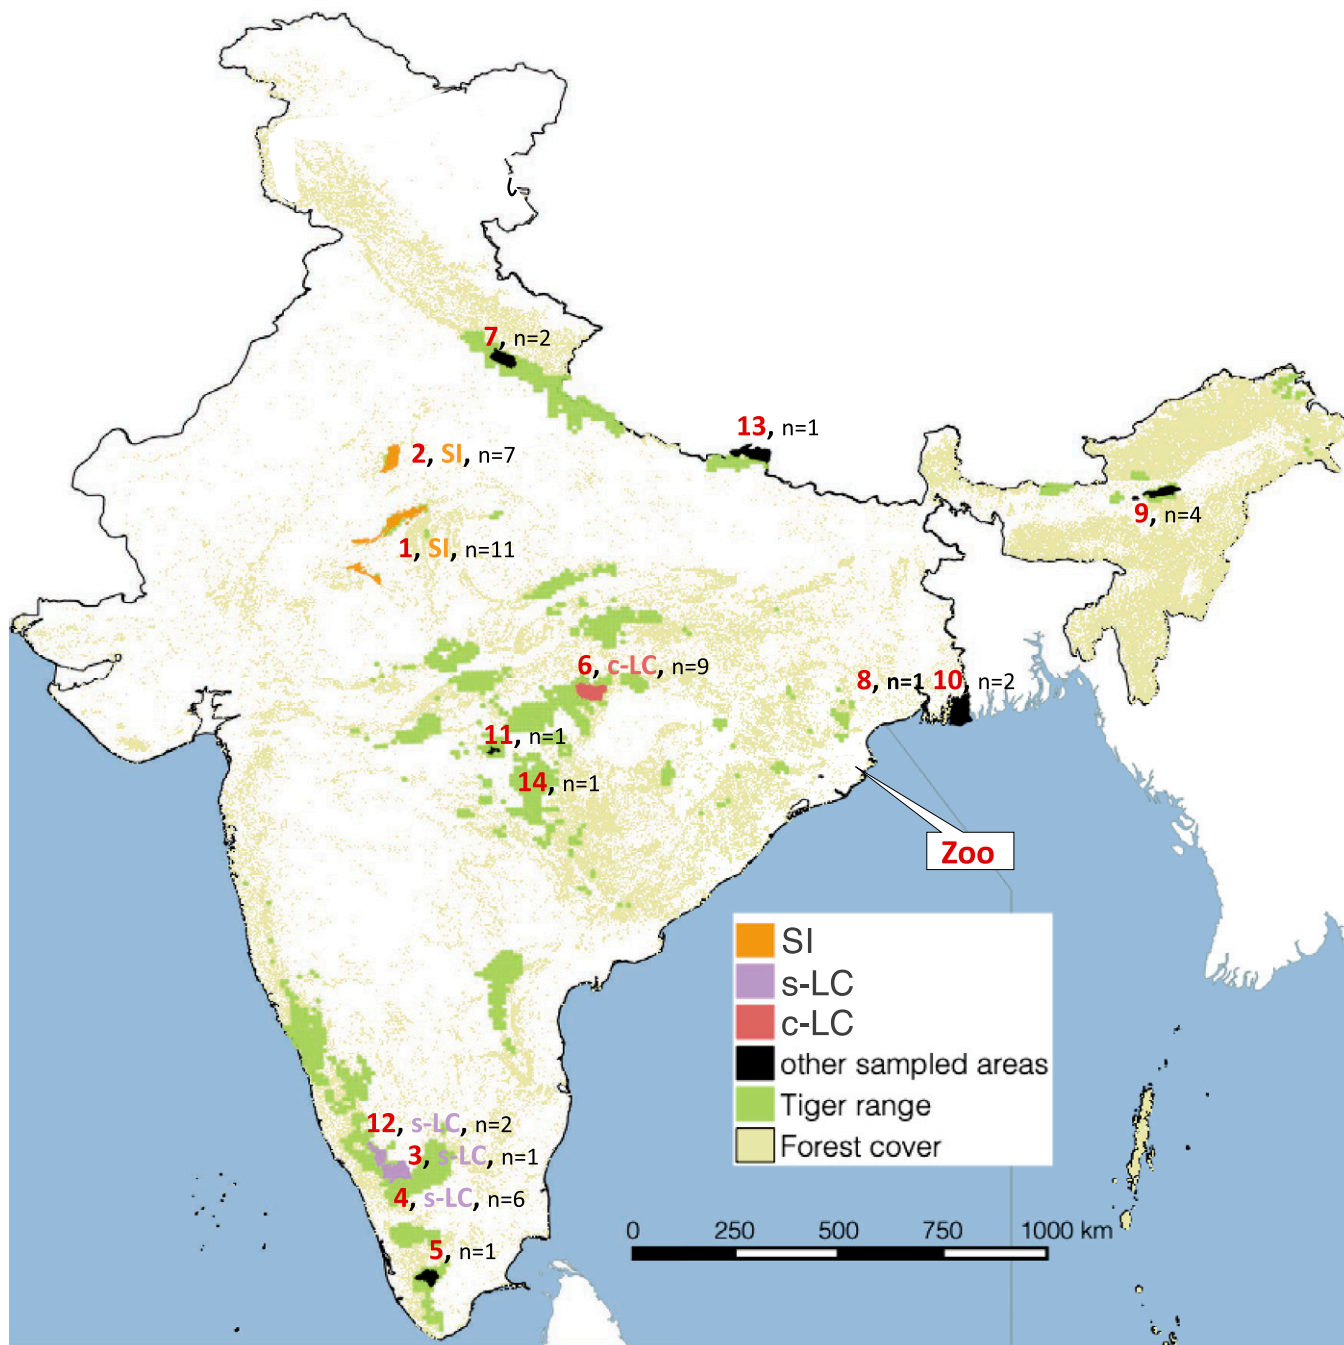 7, n=2
13, n=1
2, SI, n=7
9, n=4
1, SI, n=11
6, c-LC, n=9
8, n=1
10, n=2
11, n=1
14, n=1
Zoo
SI
s-LC
c-LC
other sampled areas
Tiger range
Forest cover
12, s-LC, n=2
3, s-LC, n=1
4, s-LC, n=6
5, n=1
0 250 500 750 1000 km